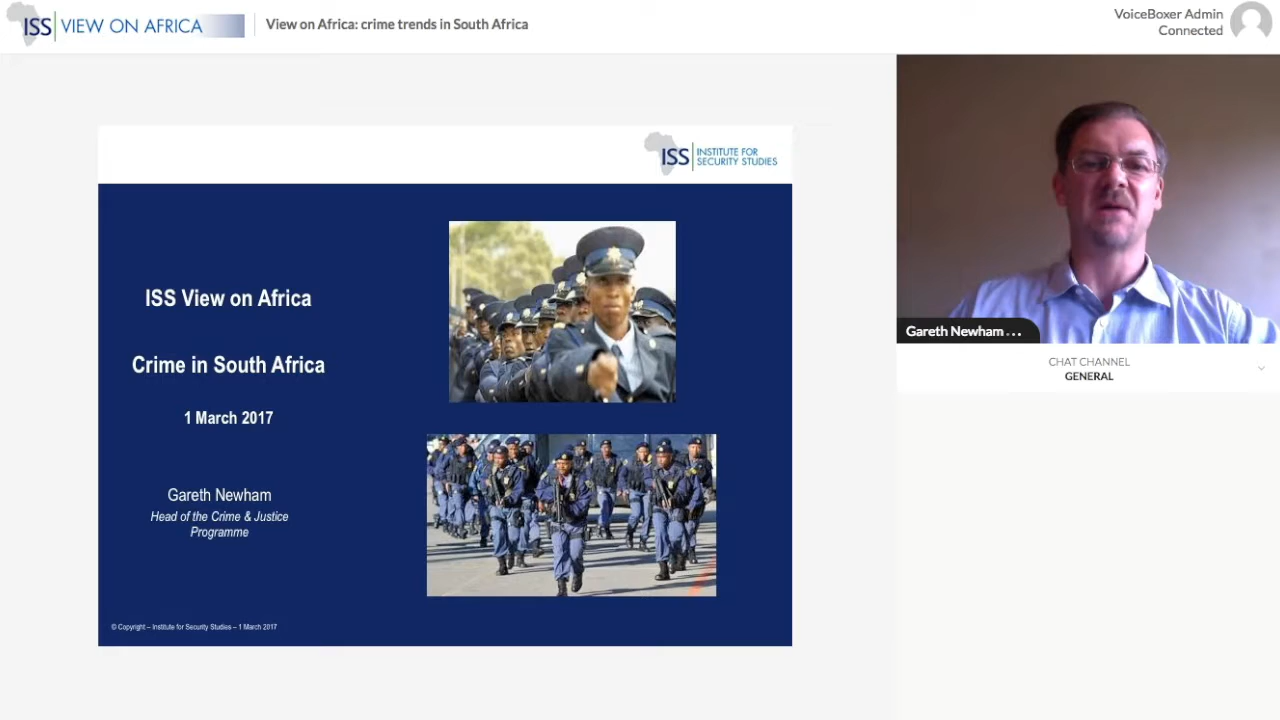 ISS VIEW ON AFRICA
View on Africa: crime trends in South Africa
VoiceBoxer Admin
Connected
ISS INSTITUTE FOR
SECURITY STUDIES
ISS View on Africa
Crime in South Africa
1 March 2017
Gareth Newham
Head of the Crime & Justice
Programme
© Copyright – Institute for Security Studies – 1 March 2017
Gareth Newham ...
CHAT CHANNEL
GENERAL